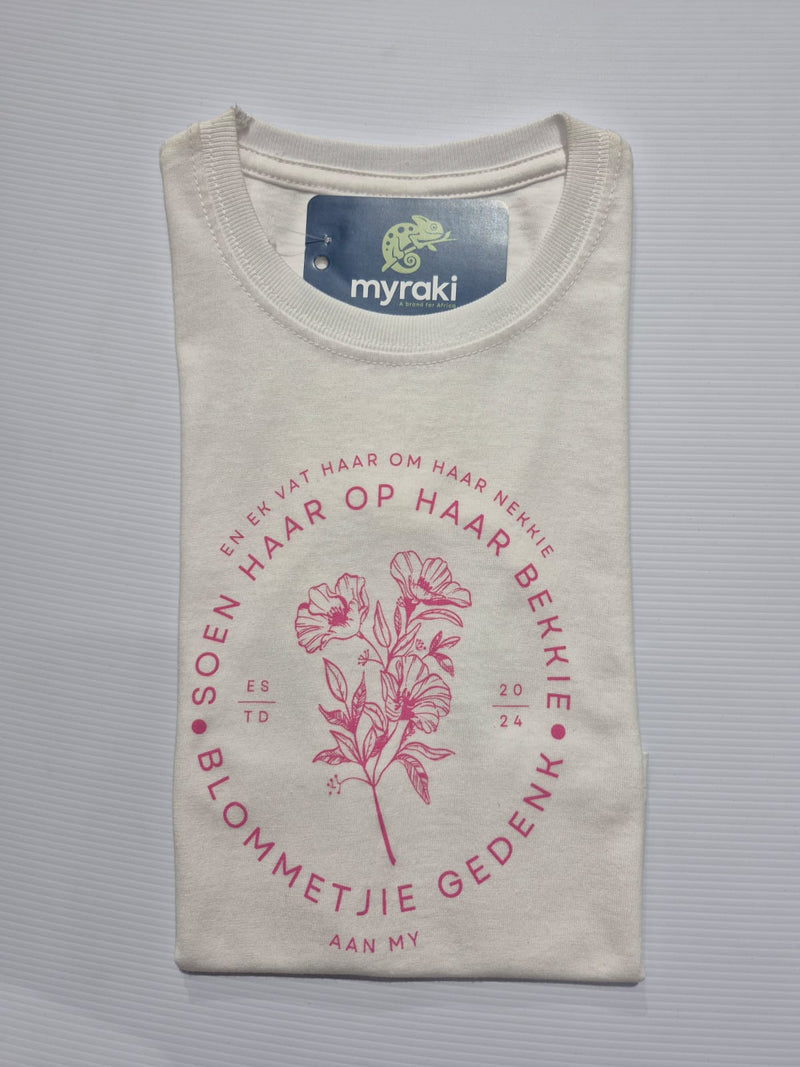 myraki
A brand for Africa
EN EK VAT HAAR OM HAAR NEKKIE
SOEN HAAR OP HAAR BEKKIE
ES
TD
20
24
BLOMMETJIE GEDENK
AAN MY